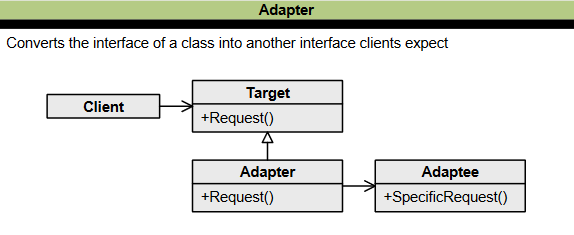 Adapter
Converts the interface of a class into another interface clients expect
Client
Target
+Request()
Adapter
+Request()
Adaptee
+SpecificRequest()